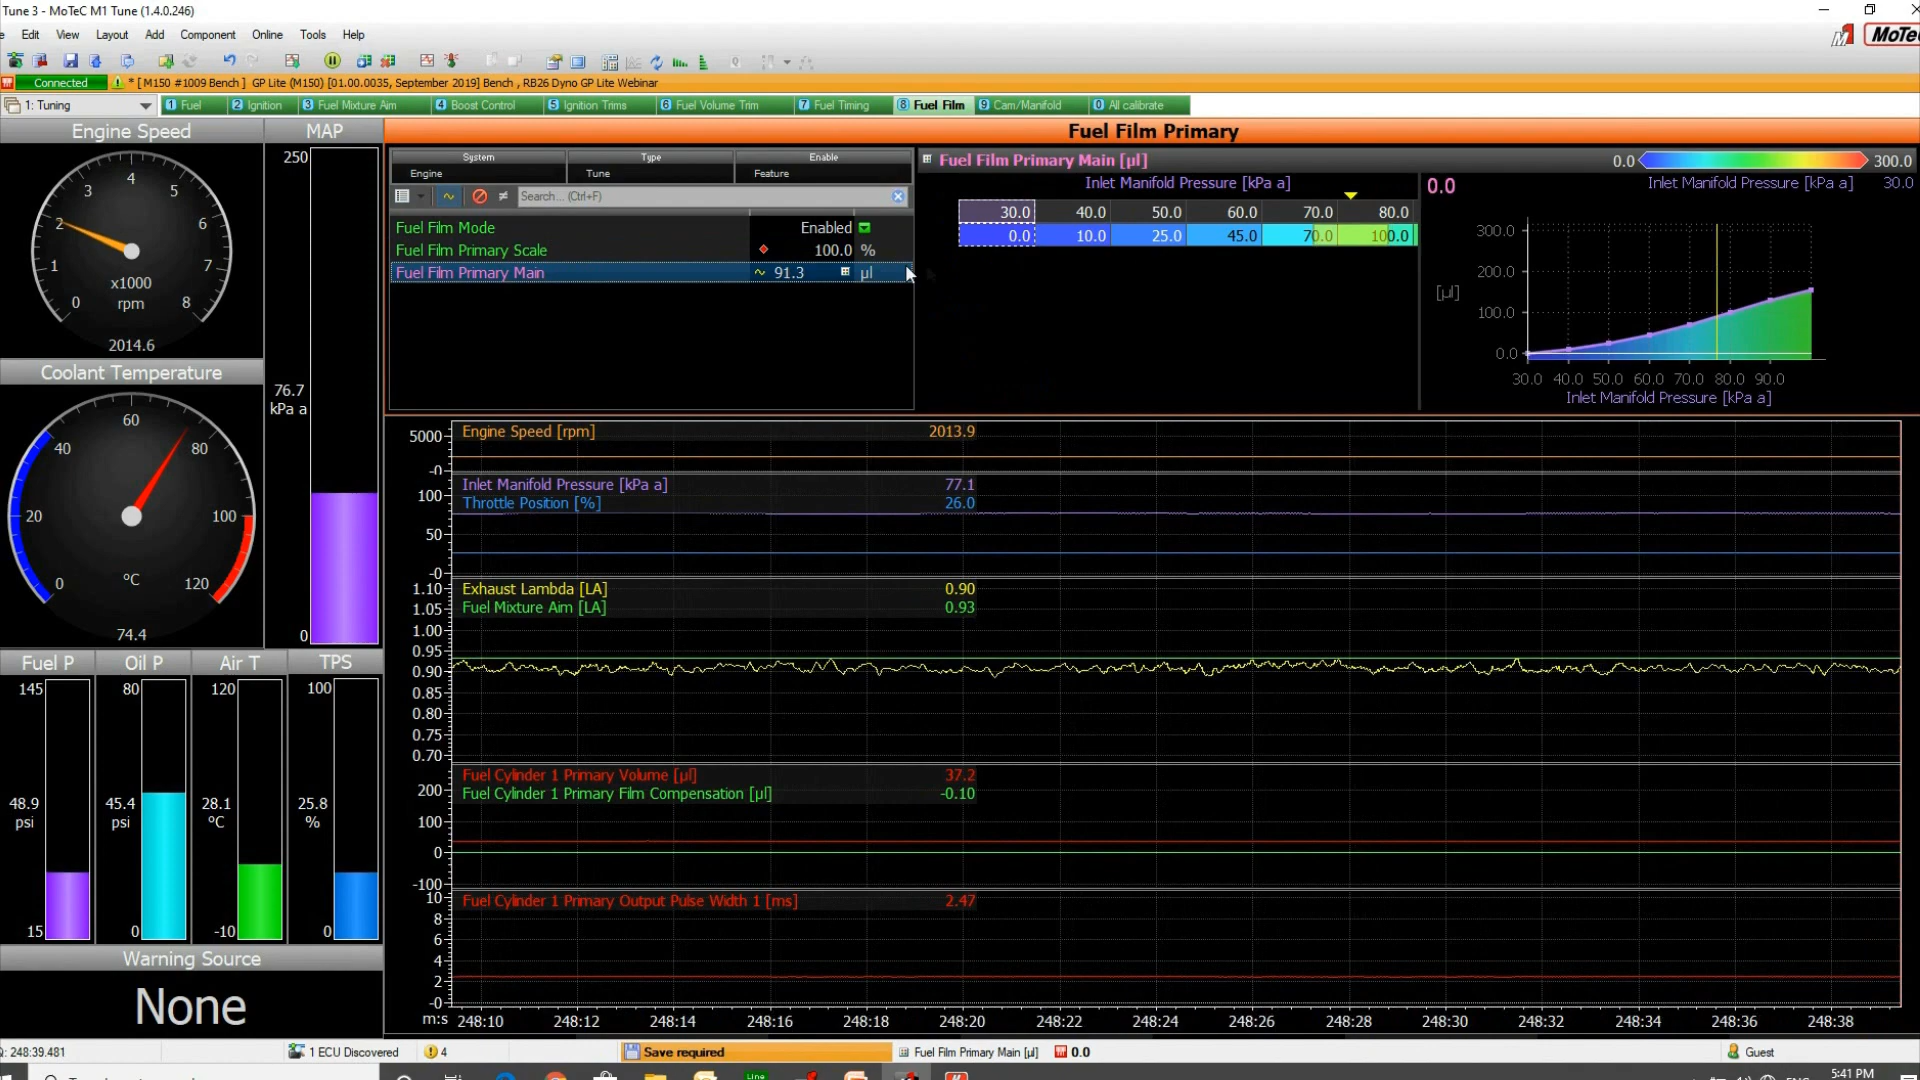 Tune 3 - MoTeC M1 Tune (1.4.0.246)
Edit View Layout Add Component Online Tools Help
MoTeC
Connected * [ M150 #1009 Bench ] GP Lite (M150) [01.00.0035, September 2019] Bench , RB26 Dyno GP Lite Webinar
1: Tuning 1 Fuel 2 Ignition 3 Fuel Mixture Aim 4 Boost Control 5 Ignition Trims 6 Fuel Volume Trim 7 Fuel Timing 8 Fuel Film 9 Cam/Manifold 0 All calibrate
Engine Speed
0 1 2 3 4 5 6 7 8
x1000
rpm
2014.6
MAP
250
76.7
kPa a
0
Coolant Temperature
0 20 40 60 80 100 120
°C
74.4
Fuel P Oil P Air T TPS
145 80 120 100
48.9 45.4 28.1 25.8
psi psi °C %
15 0 -10 0
Warning Source
None
Fuel Film Primary
System Type Enable
Engine Tune Feature
Search... (Ctrl+F)
Fuel Film Mode Enabled
Fuel Film Primary Scale 100.0 %
Fuel Film Primary Main 91.3 µl
Fuel Film Primary Main [µl]
0.0 300.0
Inlet Manifold Pressure [kPa a]
30.0 40.0 50.0 60.0 70.0 80.0
0.0 10.0 25.0 45.0 70.0 100.0
0.0 Inlet Manifold Pressure [kPa a] 30.0
300.0
200.0
[µl]
100.0
0.0
30.0 40.0 50.0 60.0 70.0 80.0 90.0
Inlet Manifold Pressure [kPa a]
5000 Engine Speed [rpm] 2013.9
-0
Inlet Manifold Pressure [kPa a] 77.1
100 Throttle Position [%] 26.0
50
-0
1.10 Exhaust Lambda [LA] 0.90
1.05 Fuel Mixture Aim [LA] 0.93
1.00
0.95
0.90
0.85
0.80
0.75
0.70
Fuel Cylinder 1 Primary Volume [µl] 37.2
200 Fuel Cylinder 1 Primary Film Compensation [µl] -0.10
100
0
-100
10 Fuel Cylinder 1 Primary Output Pulse Width 1 [ms] 2.47
8
6
4
2
-0
m:s 248:10 248:12 248:14 248:16 248:18 248:20 248:22 248:24 248:26 248:28 248:30 248:32 248:34 248:36 248:38
: 248:39.481 1 ECU Discovered 4 Save required Fuel Film Primary Main [µl] 0.0 Guest
Line
5:41 PM